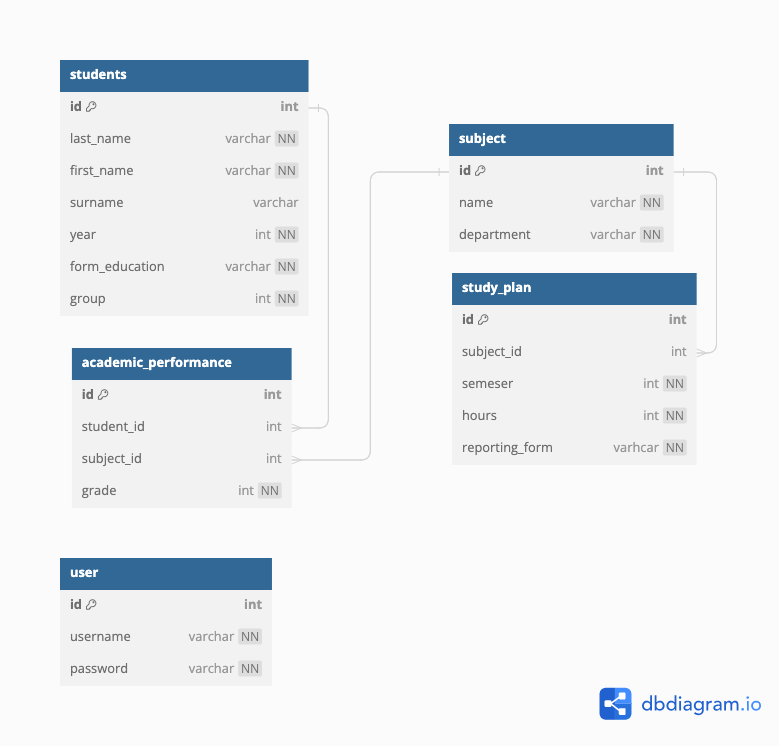 students
id int
last_name varchar NN
first_name varchar NN
surname varchar
year int NN
form_education varchar NN
group int NN
subject
id int
name varchar NN
department varchar NN
study_plan
id int
subject_id int
semeser int NN
hours int NN
reporting_form varhcar NN
academic_performance
id int
student_id int
subject_id int
grade int NN
user
id int
username varchar NN
password varchar NN
dbdiagram.io